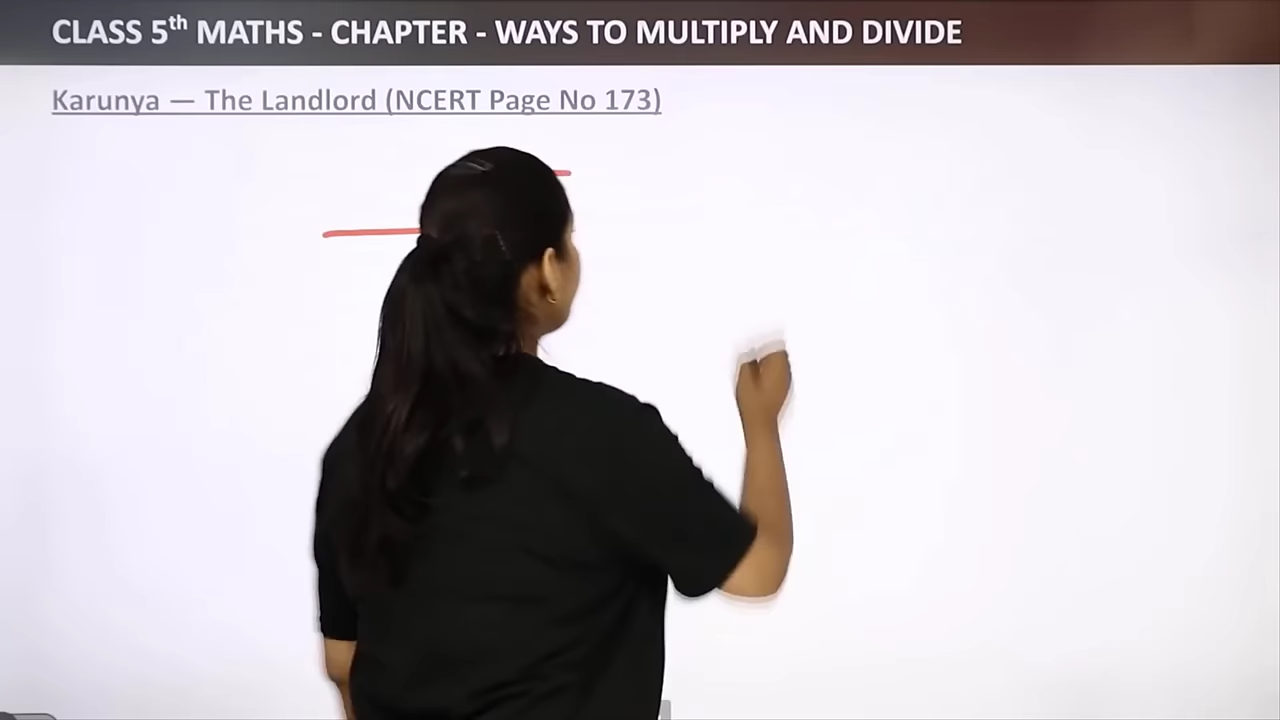 CLASS 5th MATHS - CHAPTER - WAYS TO MULTIPLY AND DIVIDE
Karunya — The Landlord (NCERT Page No 173)